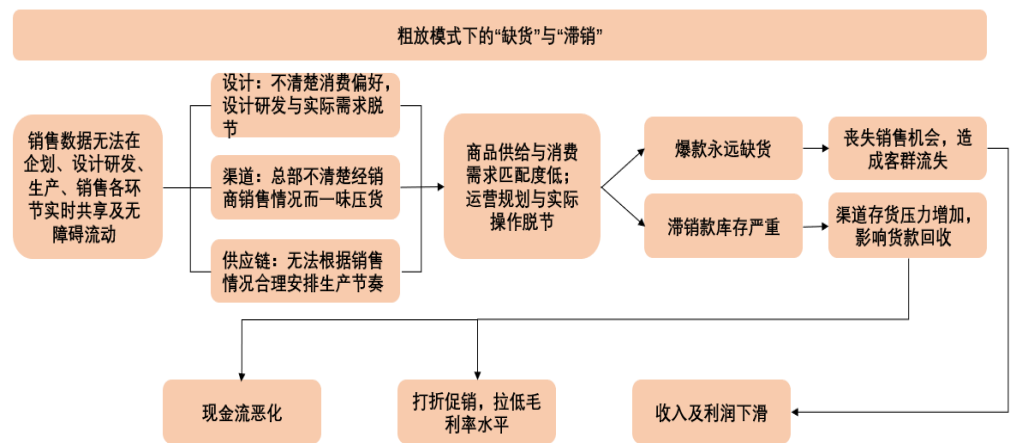 粗放模式下的“缺货”与“滞销”
销售数据无法在
企划、设计研发、
生产、销售各环
节实时共享及无
障碍流动
设计：不清楚消费偏好，
设计研发与实际需求脱
节
渠道：总部不清楚经销
商销售情况而一味压货
供应链：无法根据销售
情况合理安排生产节奏
商品供给与消费
需求匹配度低；
运营规划与实际
操作脱节
爆款永远缺货
滞销款库存严重
丧失销售机会，造
成客群流失
渠道存货压力增加，
影响货款回收
现金流恶化
打折促销，拉低毛
利率水平
收入及利润下滑